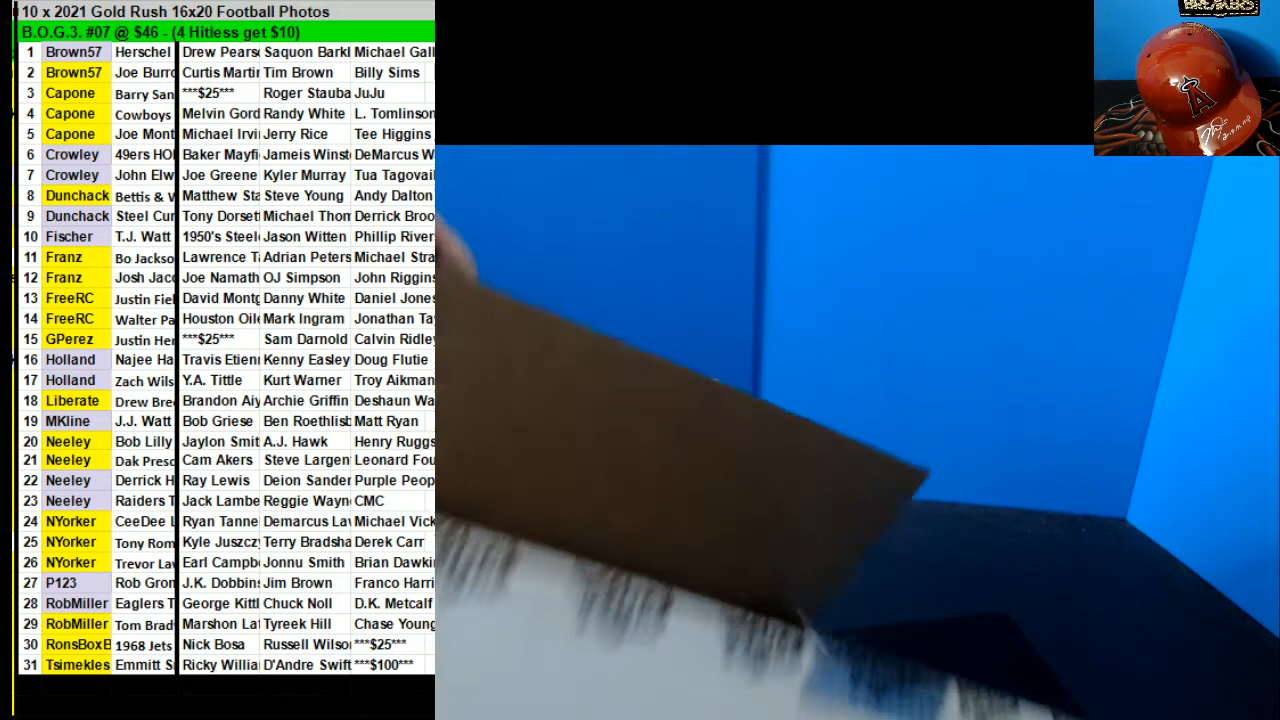 10 x 2021 Gold Rush 16x20 Football Photos
B.O.G.3. #07 @ $46 - (4 Hitless get $10)
1 Brown57 Herschel Drew Pears Saquon Barkl Michael Gall
2 Brown57 Joe Burro Curtis Martin Tim Brown Billy Sims
3 Capone Barry San ***$25*** Roger Stauba JuJu
4 Capone Cowboys Melvin Gord Randy White L. Tomlinson
5 Capone Joe Mont Michael Irvi Jerry Rice Tee Higgins
6 Crowley 49ers HO Baker Mayfi Jameis Winst DeMarcus W
7 Crowley John Elw Joe Greene Kyler Murray Tua Tagovail
8 Dunchack Bettis & W Matthew Sta Steve Young Andy Dalton
9 Dunchack Steel Cur Tony Dorset Michael Thom Derrick Broo
10 Fischer T.J. Watt 1950's Steel Jason Witten Phillip River
11 Franz Bo Jackso Lawrence Ta Adrian Peters Michael Stra
12 Franz Josh Jaco Joe Namath OJ Simpson John Riggins
13 FreeRC Justin Fiel David Montg Danny White Daniel Jones
14 FreeRC Walter Pa Houston Oile Mark Ingram Jonathan Ta
15 GPerez Justin Her ***$25*** Sam Darnold Calvin Ridley
16 Holland Najee Ha Travis Etien Kenny Easley Doug Flutie
17 Holland Zach Wils Y.A. Tittle Kurt Warner Troy Aikman
18 Liberate Drew Bre Brandon Aiy Archie Griffin Deshaun Wa
19 MKline J.J. Watt Bob Griese Ben Roethlisb Matt Ryan
20 Neeley Bob Lilly Jaylon Smit A.J. Hawk Henry Ruggs
21 Neeley Dak Presc Cam Akers Steve Largent Leonard Fou
22 Neeley Derrick H Ray Lewis Deion Sander Purple Peop
23 Neeley Raiders T Jack Lambe Reggie Wayn CMC
24 NYorker CeeDee L Ryan Tanne Demarcus La Michael Vick
25 NYorker Tony Rom Kyle Juszcz Terry Bradsha Derek Carr
26 NYorker Trevor La Earl Campb Jonnu Smith Brian Dawki
27 P123 Rob Gron J.K. Dobbins Jim Brown Franco Harri
28 RobMiller Eaglers T George Kittl Chuck Noll D.K. Metcalf
29 RobMiller Tom Brad Marshon Lat Tyreek Hill Chase Young
30 RonsBoxB 1968 Jets Nick Bosa Russell Wilso ***$25***
31 Tsimekles Emmitt S Ricky Willia D'Andre Swift ***$100***
A